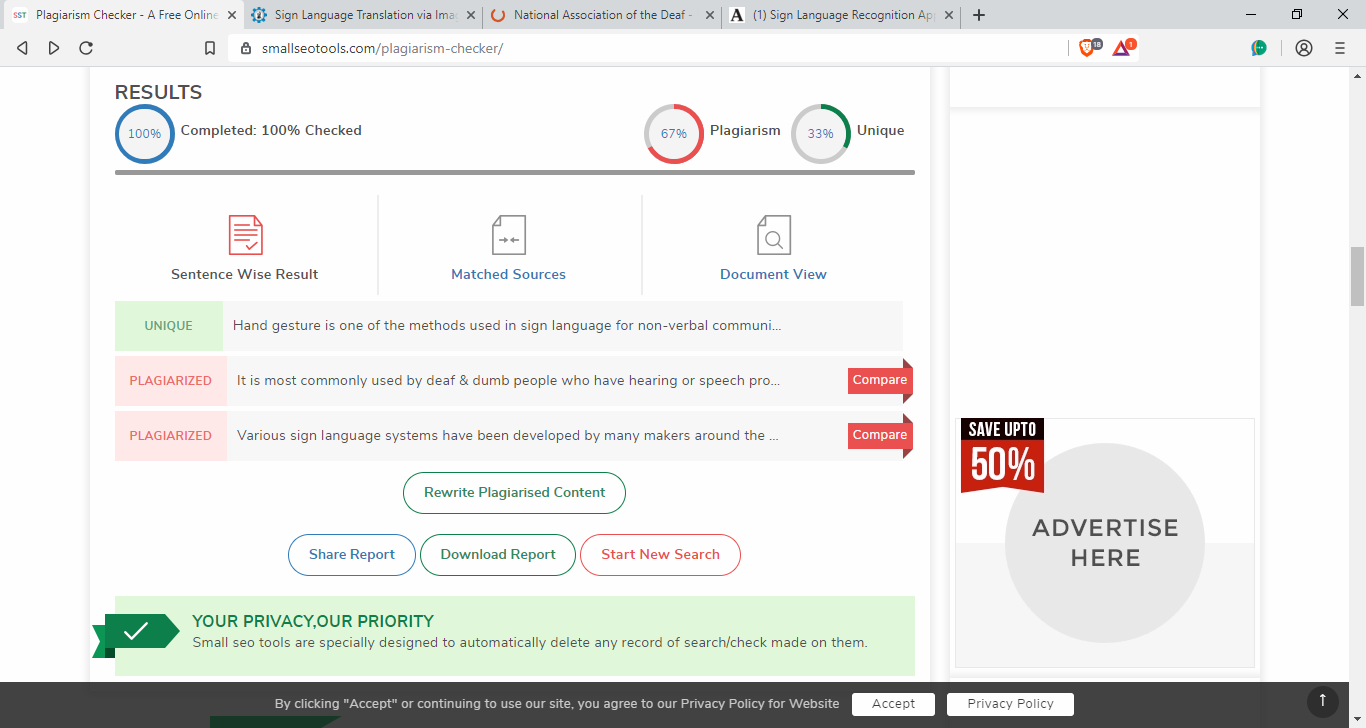 SST Plagiarism Checker - A Free Online
Sign Language Translation via Ima
National Association of the Deaf -
A (1) Sign Language Recognition Ap
smallseotools.com/plagiarism-checker/
18
1
RESULTS
100% Completed: 100% Checked
67% Plagiarism
33% Unique
Sentence Wise Result
Matched Sources
Document View
UNIQUE Hand gesture is one of the methods used in sign language for non-verbal communi...
PLAGIARIZED It is most commonly used by deaf & dumb people who have hearing or speech pro... Compare
PLAGIARIZED Various sign language systems have been developed by many makers around the ... Compare
Rewrite Plagiarised Content
Share Report
Download Report
Start New Search
SAVE UPTO
50%
ADVERTISE
HERE
YOUR PRIVACY,OUR PRIORITY
Small seo tools are specially designed to automatically delete any record of search/check made on them.
By clicking "Accept" or continuing to use our site, you agree to our Privacy Policy for Website Accept Privacy Policy